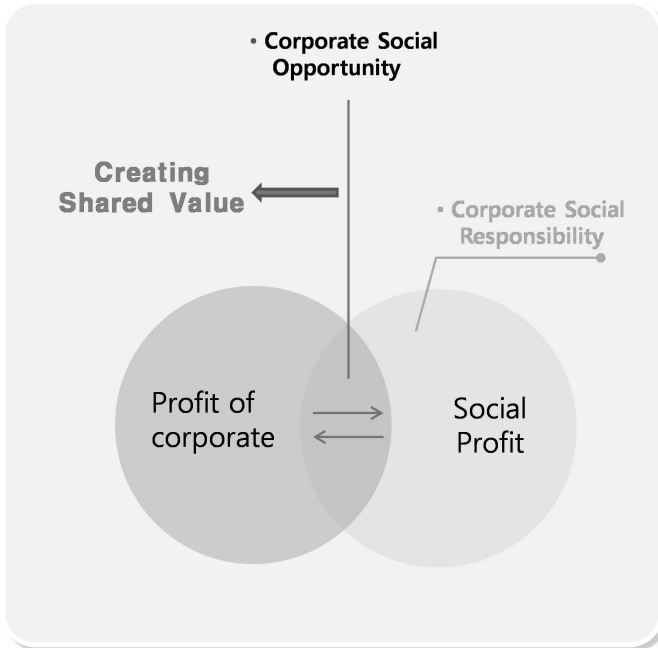 • Corporate Social
Opportunity
Creating
Shared Value
• Corporate Social
Responsibility
Profit of
corporate
Social
Profit